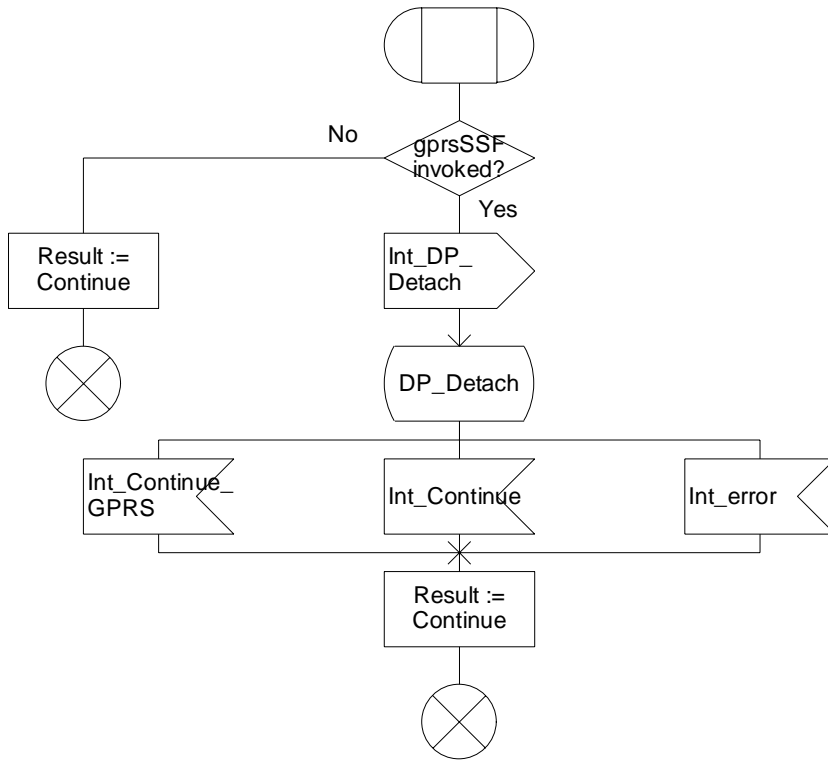 No
gprsSSF
invoked?
Yes
Result :=
Continue
Int_DP_
Detach
DP_Detach
Int_Continue_
GPRS
Int_Continue
Int_error
Result :=
Continue